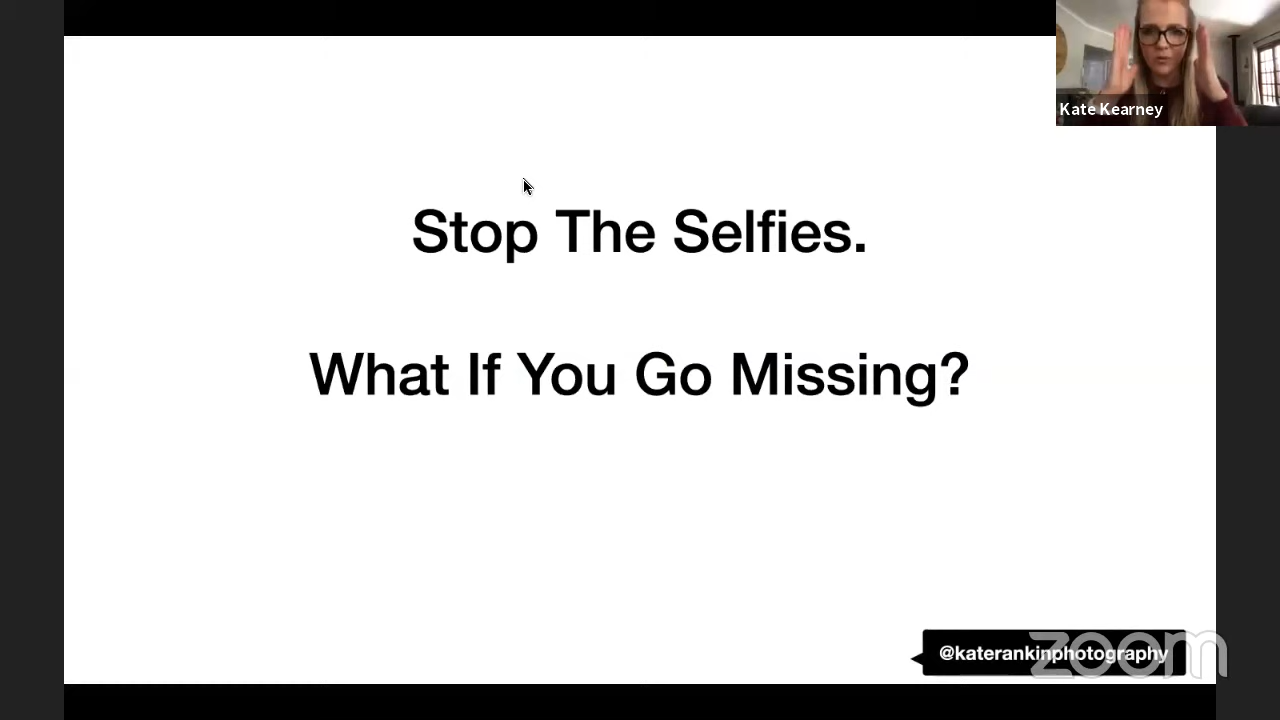 Kate Kearney
Stop The Selfies.
What If You Go Missing?
@katerankinphotography
zoom